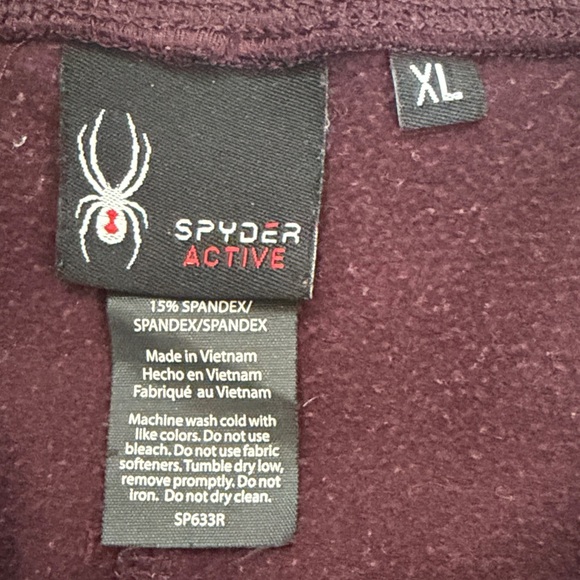 XL
SPYDER
ACTIVE
15% SPANDEX/
SPANDEX/SPANDEX
Made in Vietnam
Hecho en Vietnam
Fabriqué au Vietnam
Machine wash cold with
like colors. Do not use
bleach. Do not use fabric
softeners. Tumble dry low,
remove promptly. Do not
iron. Do not dry clean.
SP633R